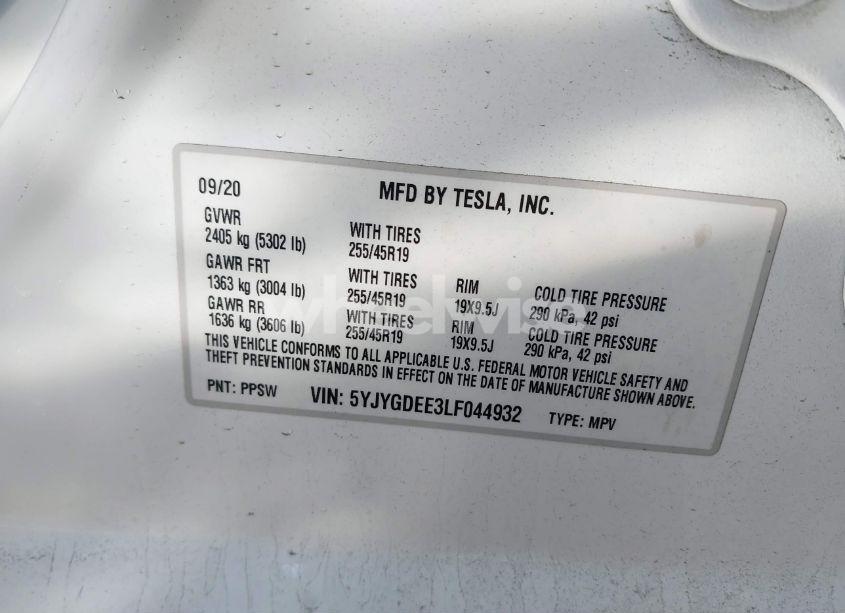 09/20 MFD BY TESLA, INC.
GVWR
2405 kg (5302 lb) WITH TIRES
255/45R19
GAWR FRT
1363 kg (3004 lb) WITH TIRES
255/45R19 RIM
19X9.5J COLD TIRE PRESSURE
290 kPa, 42 psi
GAWR RR
1636 kg (3606 lb) WITH TIRES
255/45R19 RIM
19X9.5J COLD TIRE PRESSURE
290 kPa, 42 psi
THIS VEHICLE CONFORMS TO ALL APPLICABLE U.S. FEDERAL MOTOR VEHICLE SAFETY AND
THEFT PREVENTION STANDARDS IN EFFECT ON THE DATE OF MANUFACTURE SHOWN ABOVE.
PNT: PPSW VIN: 5YJYGDEE3LF044932 TYPE: MPV
wheelwise